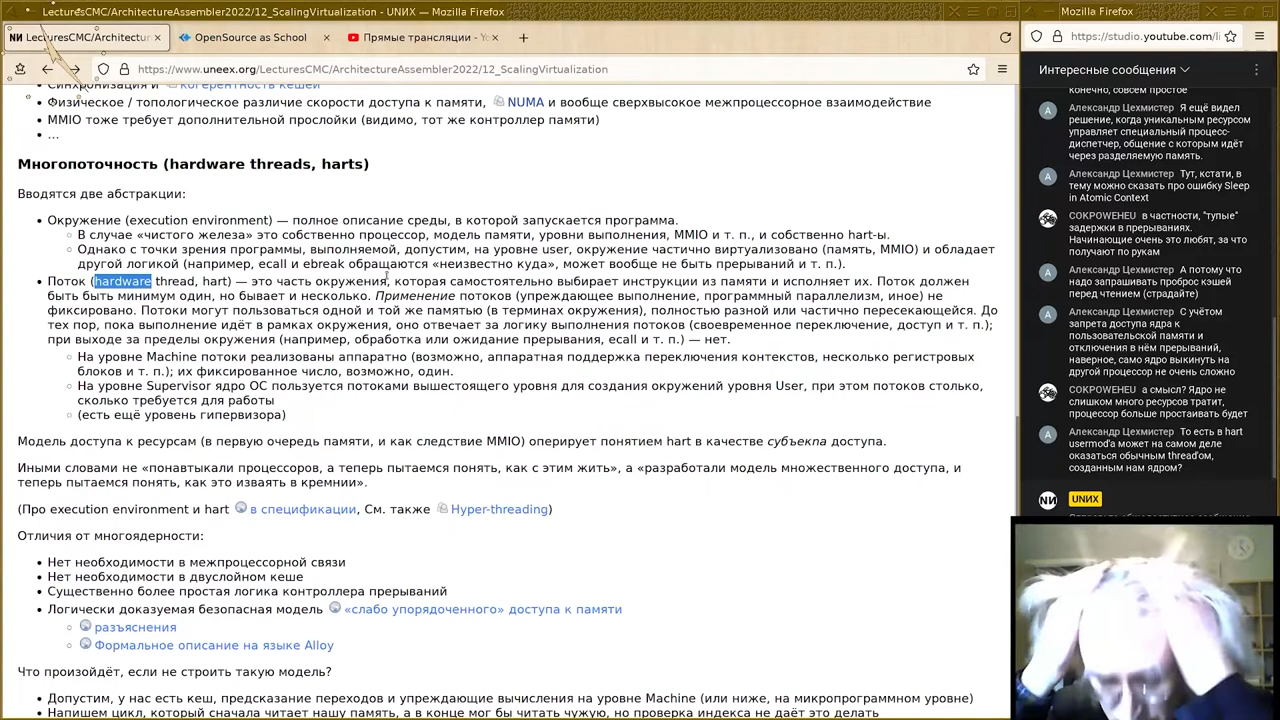 LecturesCMC/ArchitectureAssembler2022/12_ScalingVirtualization - UNИX — Mozilla Firefox
Mozilla Firefox
LecturesCMC/Architectur
OpenSource as School
Прямые трансляции - Yo
https://studio.youtube.com/li
https://www.uneex.org/LecturesCMC/ArchitectureAssembler2022/12_ScalingVirtualization
Синхронизация и когерентность кешей
Физическое / топологическое различие скорости доступа к памяти, NUMA и вообще сверхвысокое межпроцессорное взаимодействие
MMIO тоже требует дополнительной прослойки (видимо, тот же контроллер памяти)
...
Многопоточность (hardware threads, harts)
Вводятся две абстракции:
Окружение (execution environment) — полное описание среды, в которой запускается программа.
В случае «чистого железа» это собственно процессор, модель памяти, уровни выполнения, MMIO и т. п., и собственно hart-ы.
Однако с точки зрения программы, выполняемой, допустим, на уровне user, окружение частично виртуализовано (память, MMIO) и обладает
другой логикой (например, ecall и ebreak обращаются «неизвестно куда», может вообще не быть прерываний и т. п.).
Поток (hardware thread, hart) — это часть окружения, которая самостоятельно выбирает инструкции из памяти и исполняет их. Поток должен
быть быть минимум один, но бывает и несколько. Применение потоков (упреждающее выполнение, программный параллелизм, иное) не
фиксировано. Потоки могут пользоваться одной и той же памятью (в терминах окружения), полностью разной или частично пересекающейся. До
тех пор, пока выполнение идёт в рамках окружения, оно отвечает за логику выполнения потоков (своевременное переключение, доступ и т. п.);
при выходе за пределы окружения (например, обработка или ожидание прерывания, ecall и т. п.) — нет.
На уровне Machine потоки реализованы аппаратно (возможно, аппаратная поддержка переключения контекстов, несколько регистровых
блоков и т. п.); их фиксированное число, возможно, один.
На уровне Supervisor ядро ОС пользуется потоками вышестоящего уровня для создания окружений уровня User, при этом потоков столько,
сколько требуется для работы
(есть ещё уровень гипервизора)
Модель доступа к ресурсам (в первую очередь памяти, и как следствие MMIO) оперирует понятием hart в качестве субъекпа доступа.
Иными словами не «понавтыкали процессоров, а теперь пытаемся понять, как с этим жить», а «разработали модель множественного доступа, и
теперь пытаемся понять, как это изваять в кремнии».
(Про execution environment и hart в спецификации, См. также Hyper-threading)
Отличия от многоядерности:
Нет необходимости в межпроцессорной связи
Нет необходимости в двуслойном кеше
Существенно более простая логика контроллера прерываний
Логически доказуемая безопасная модель «слабо упорядоченного» доступа к памяти
разъяснения
Формальное описание на языке Alloy
Что произойдёт, если не строить такую модель?
Допустим, у нас есть кеш, предсказание переходов и упреждающие вычисления на уровне Machine (или ниже, на микропрограммном уровне)
Напишем цикл, который сначала читает нашу память, а в конце мог бы читать чужую, но проверка индекса не даёт это делать
Интересные сообщения
конечно, совсем простое
А
Александр Цехмистер Я ещё видел
решение, когда уникальным ресурсом
управляет специальный процесс-
диспетчер, общение с которым идёт
через разделяемую память.
А
Александр Цехмистер Тут, кстати, в
тему можно сказать про ошибку Sleep
in Atomic Context
COKPOWEHEU в частности, "тупые"
задержки в прерываниях.
Начинающие очень это любят, за что
получают по рукам
А
Александр Цехмистер А потому что
надо запрашивать проброс кэшей
перед чтением (страдайте)
А
Александр Цехмистер С учётом
запрета доступа ядра к
пользовательской памяти и
отключения в нём прерываний,
наверное, само ядро выкинуть на
другой процессор не очень сложно
COKPOWEHEU а смысл? Ядро не
слишком много ресурсов тратит,
процессор больше простаивать будет
А
Александр Цехмистер То есть в hart
usermod'а может на самом деле
оказаться обычным thread'ом,
созданным нам ядром?
NИ
UNИX